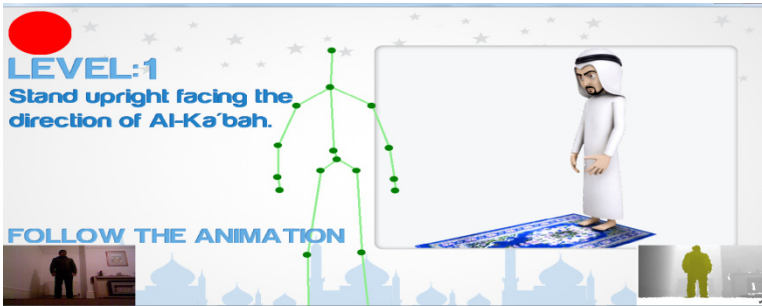 LEVEL:1
Stand upright facing the
direction of Al-Ka´bah.
FOLLOW THE ANIMATION